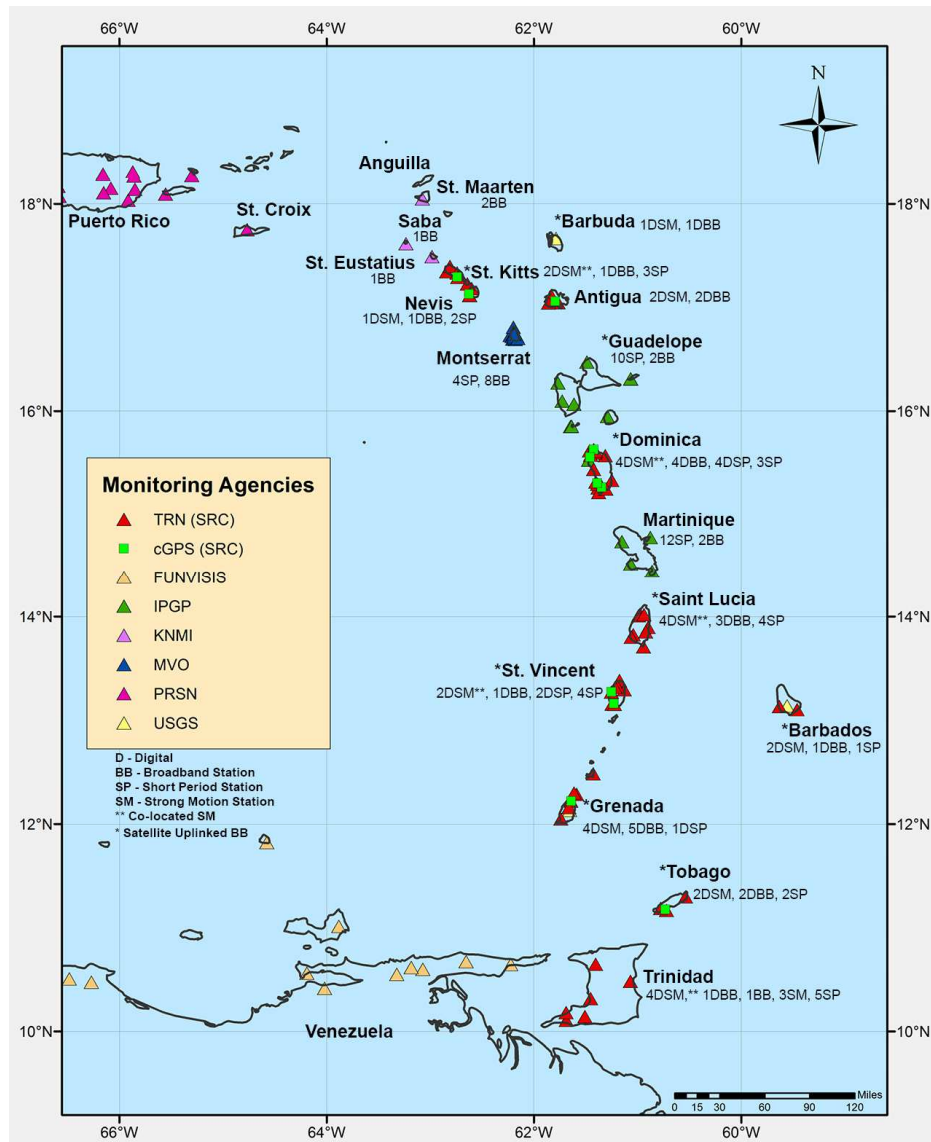 66°W 64°W 62°W 60°W
N
Anguilla
St. Maarten
2BB
18°N 18°N
Puerto Rico
St. Croix
Saba
1BB
*Barbuda 1DSM, 1DBB
St. Eustatius
1BB
*St. Kitts 2DSM**, 1DBB, 3SP
Nevis
1DSM, 1DBB, 2SP
Antigua 2DSM, 2DBB
Montserrat
4SP, 8BB
*Guadelope
10SP, 2BB
16°N 16°N
*Dominica
4DSM**, 4DBB, 4DSP, 3SP
Martinique
12SP, 2BB
14°N 14°N
*Saint Lucia
4DSM**, 3DBB, 4SP
*St. Vincent
2DSM**, 1DBB, 2DSP, 4SP
*Barbados
2DSM, 1DBB, 1SP
*Grenada
4DSM, 5DBB, 1DSP
12°N 12°N
*Tobago
2DSM, 2DBB, 2SP
Trinidad
4DSM,** 1DBB, 1BB, 3SM, 5SP
Venezuela
10°N 10°N
Monitoring Agencies
TRN (SRC)
cGPS (SRC)
FUNVISIS
IPGP
KNMI
MVO
PRSN
USGS
D - Digital
BB - Broadband Station
SP - Short Period Station
SM - Strong Motion Station
** Co-located SM
* Satellite Uplinked BB
Miles
0 15 30 60 90 120
66°W 64°W 62°W 60°W